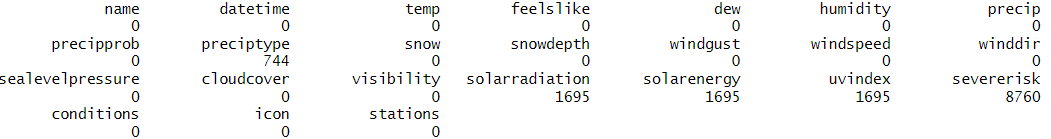 name datetime temp feelslike dew humidity precip
0 0 0 0 0 0 0
precipprob preciptype snow snowdepth windgust windspeed winddir
0 744 0 0 0 0 0
sealevelpressure cloudcover visibility solarradiation solarenergy uvindex severerisk
0 0 0 1695 1695 1695 8760
conditions icon stations
0 0 0